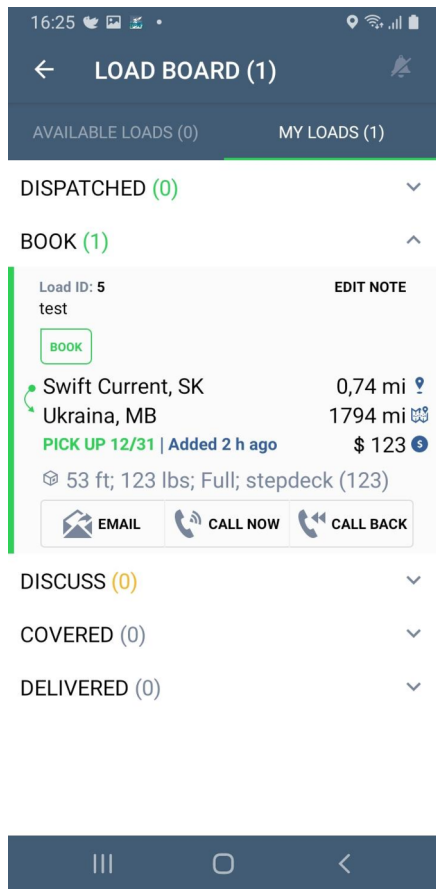 16:25
LOAD BOARD (1)
AVAILABLE LOADS (0) MY LOADS (1)
DISPATCHED (0)
BOOK (1)
Load ID: 5 EDIT NOTE
test
BOOK
Swift Current, SK 0,74 mi
Ukraina, MB 1794 mi
PICK UP 12/31 | Added 2 h ago $ 123 S
53 ft; 123 lbs; Full; stepdeck (123)
EMAIL CALL NOW CALL BACK
DISCUSS (0)
COVERED (0)
DELIVERED (0)